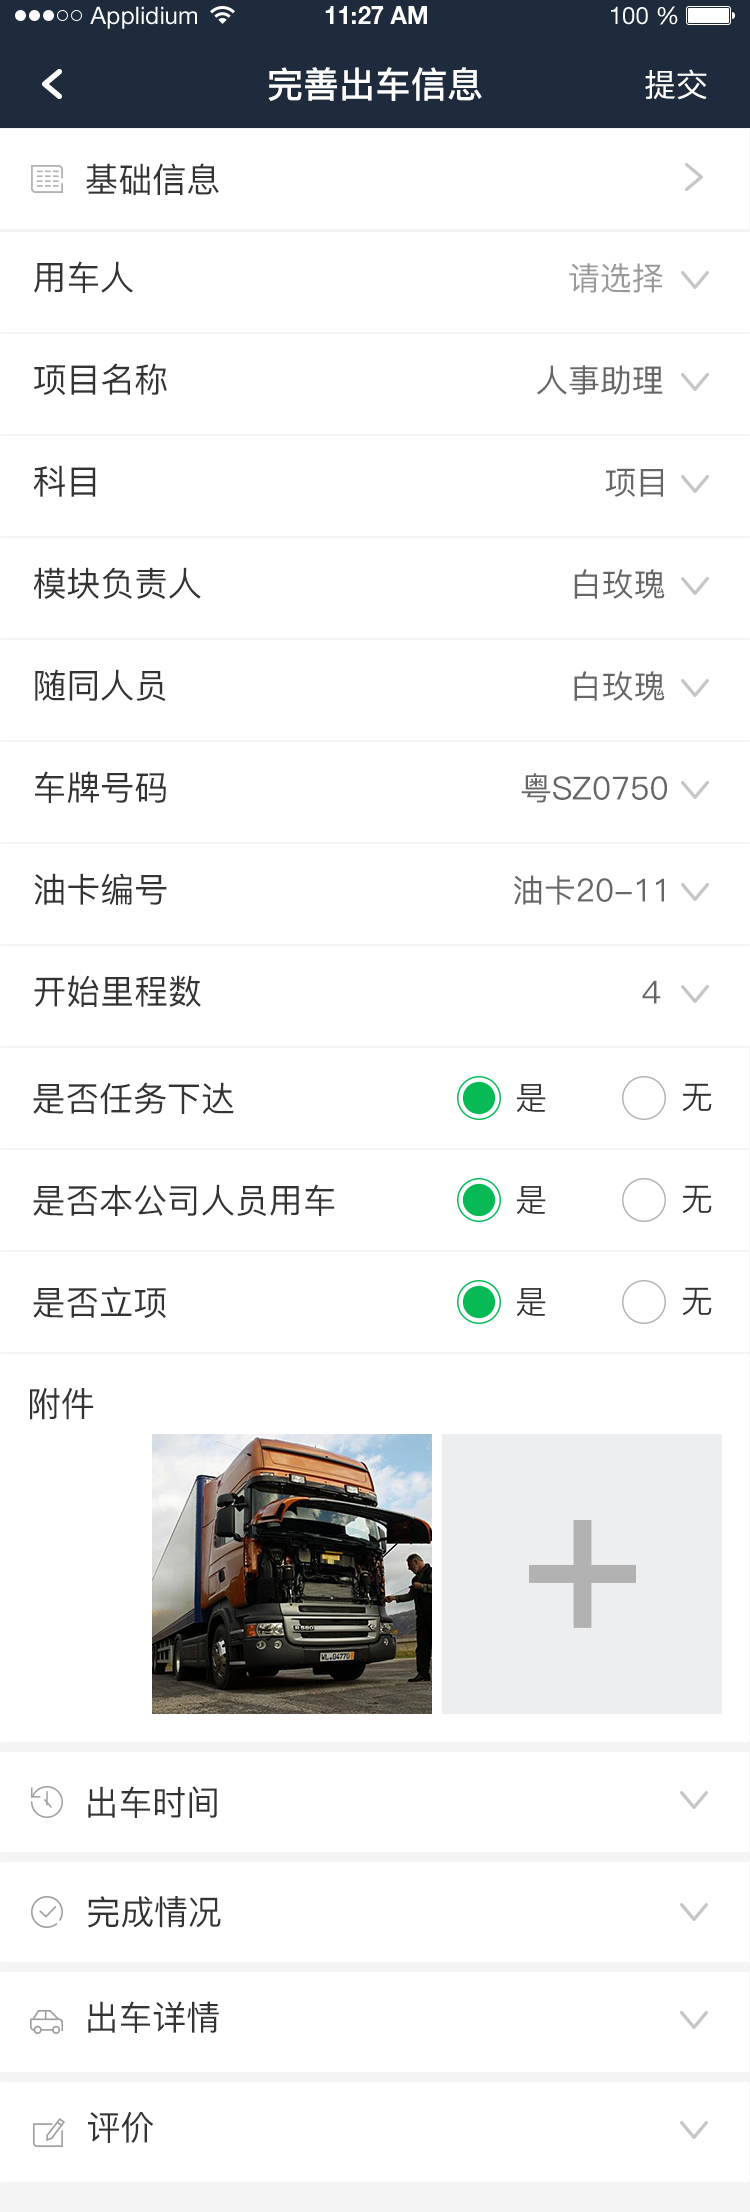 Applidium 11:27 AM 100 %
完善出车信息 提交
基础信息
用车人 请选择
项目名称 人事助理
科目 项目
模块负责人 白玫瑰
随同人员 白玫瑰
车牌号码 粤SZ0750
油卡编号 油卡20-11
开始里程数 4
是否任务下达 是 无
是否本公司人员用车 是 无
是否立项 是 无
附件
R580
出车时间
完成情况
出车详情
评价